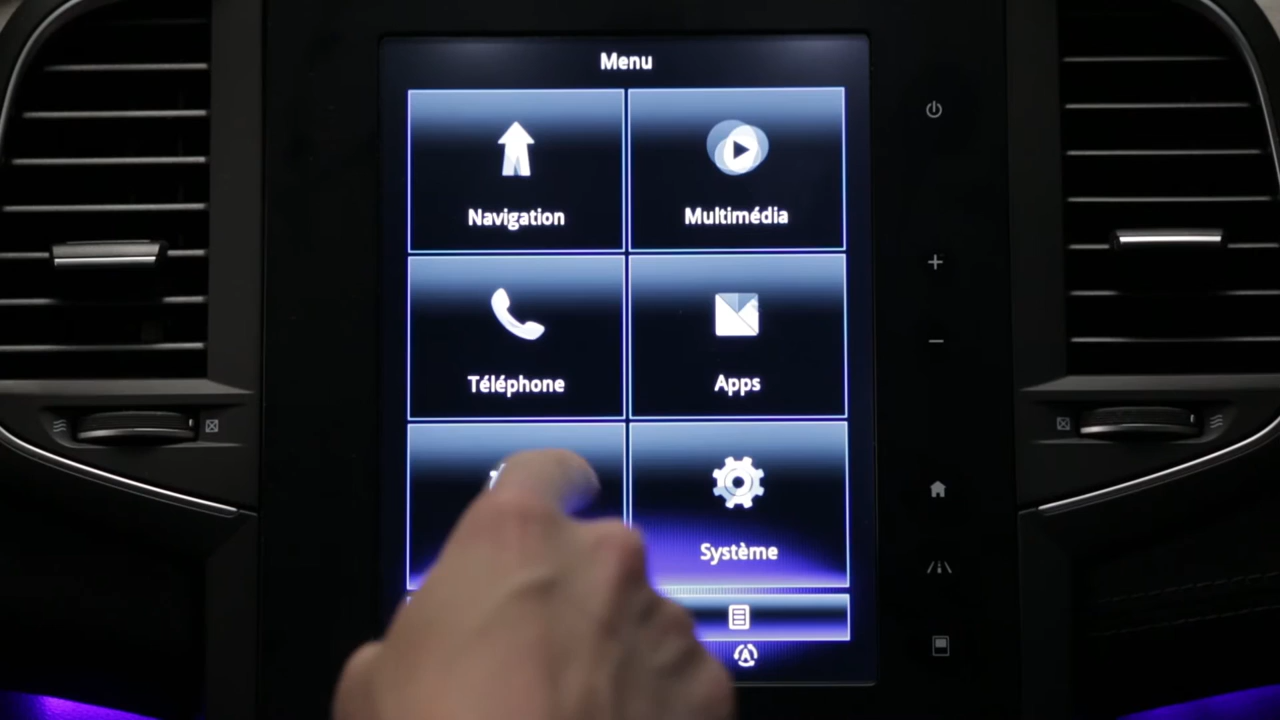 Menu
Navigation
Multimédia
Téléphone
Apps
Système